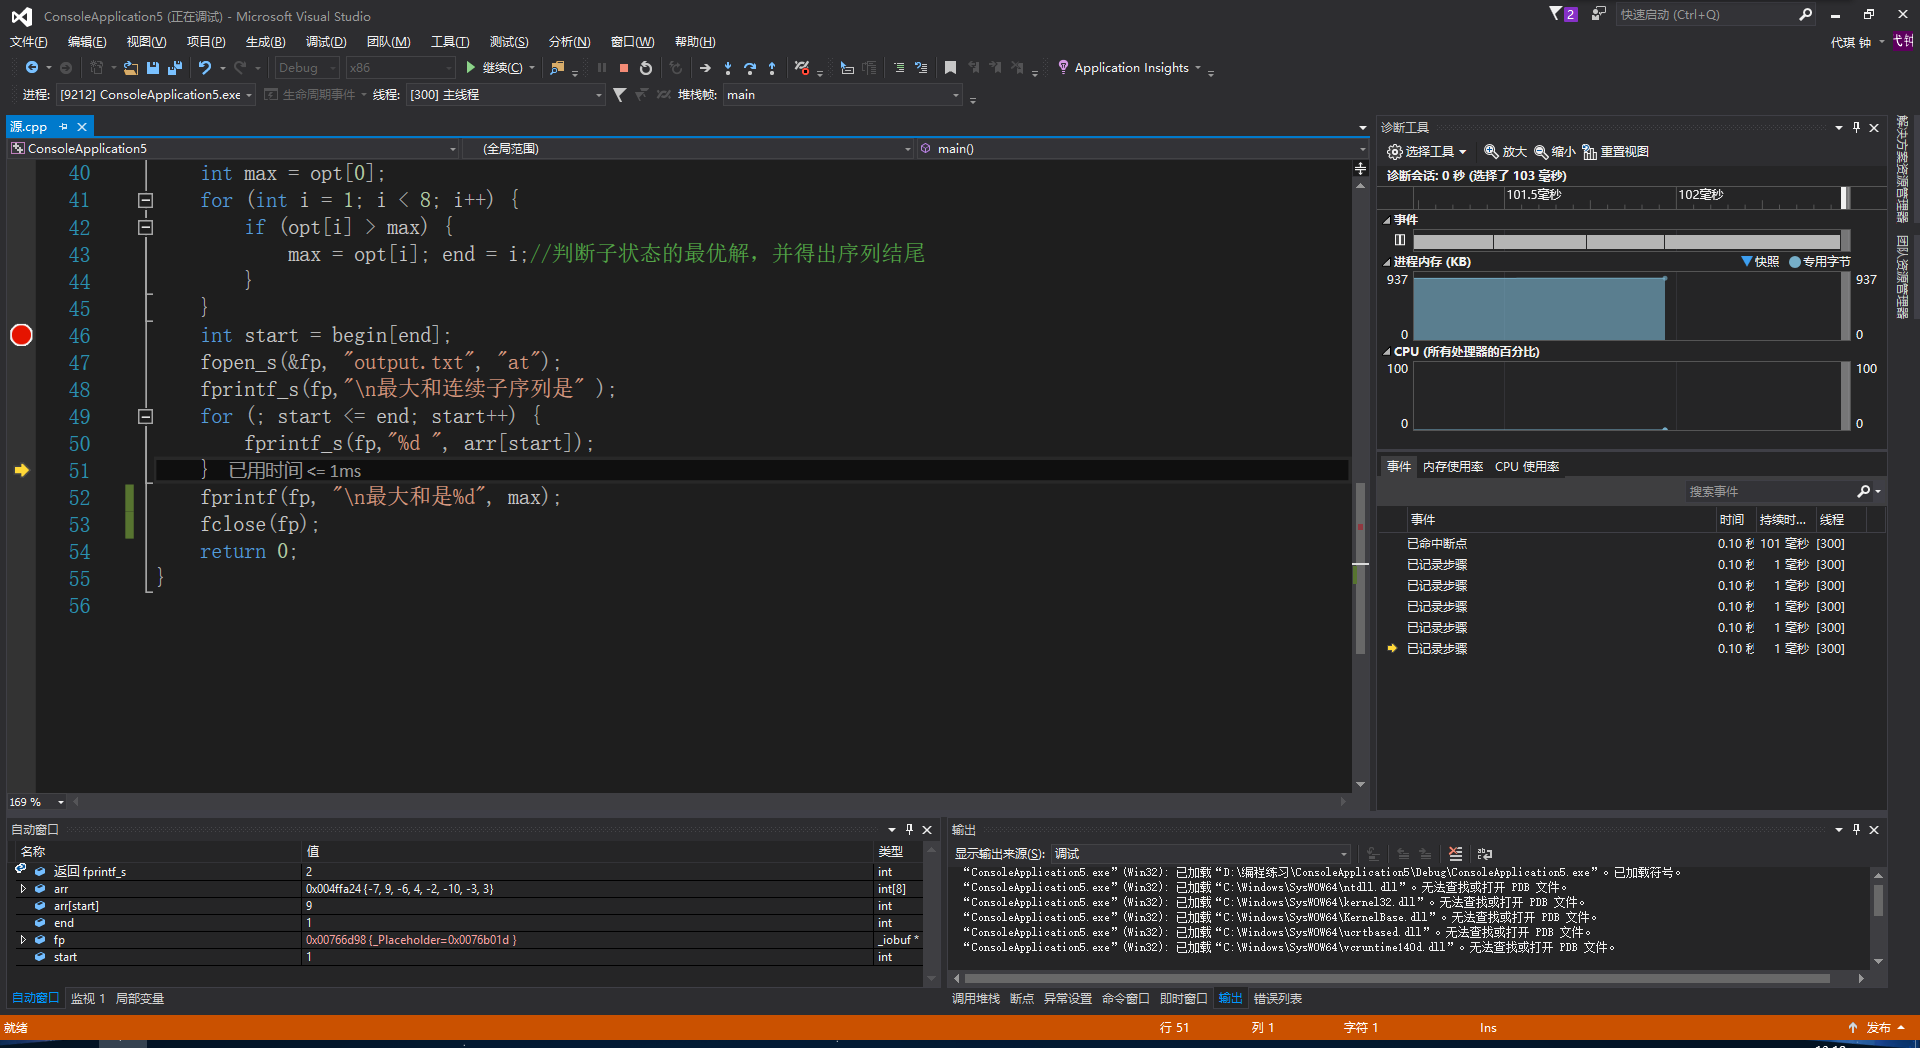 ConsoleApplication5 (正在调试) - Microsoft Visual Studio
2
快速启动 (Ctrl+Q)
文件(F) 编辑(E) 视图(V) 项目(P) 生成(B) 调试(D) 团队(M) 工具(T) 测试(S) 分析(N) 窗口(W) 帮助(H)
代琪 钟
代钟
Debug x86 继续(C) Application Insights
进程: [9212] ConsoleApplication5.exe 生命周期事件 线程: [300] 主线程 堆栈帧: main
源.cpp
ConsoleApplication5 (全局范围) main()
40 int max = opt[0];
41 for (int i = 1; i < 8; i++) {
42 if (opt[i] > max) {
43 max = opt[i]; end = i;//判断子状态的最优解，并得出序列结尾
44 }
45 }
46 int start = begin[end];
47 fopen_s(&fp, "output.txt", "at");
48 fprintf_s(fp,"\n最大和连续子序列是" );
49 for (; start <= end; start++) {
50 fprintf_s(fp,"%d ", arr[start]);
51 } 已用时间 <= 1ms
52 fprintf(fp, "\n最大和是%d", max);
53 fclose(fp);
54 return 0;
55 }
56
169 %
诊断工具
选择工具 放大 缩小 重置视图
诊断会话: 0 秒 (选择了 103 毫秒)
101.5毫秒 102毫秒
事件
进程内存 (KB) 快照 专用字节
937 937
0 0
CPU (所有处理器的百分比)
100 100
0 0
事件 内存使用率 CPU 使用率
搜索事件
事件 时间 持续时... 线程
已命中断点 0.10 秒 101 毫秒 [300]
已记录步骤 0.10 秒 1 毫秒 [300]
已记录步骤 0.10 秒 1 毫秒 [300]
已记录步骤 0.10 秒 1 毫秒 [300]
已记录步骤 0.10 秒 1 毫秒 [300]
已记录步骤 0.10 秒 1 毫秒 [300]
解决方案资源管理器
团队资源管理器
自动窗口
名称 值 类型
返回 fprintf_s 2 int
arr 0x004ffa24 {-7, 9, -6, 4, -2, -10, -3, 3} int[8]
arr[start] 9 int
end 1 int
fp 0x00766d98 {_Placeholder=0x0076b01d } _iobuf *
start 1 int
自动窗口 监视 1 局部变量
输出
显示输出来源(S): 调试
“ConsoleApplication5.exe”(Win32): 已加载“D:\编程练习\ConsoleApplication5\Debug\ConsoleApplication5.exe”。已加载符号。
“ConsoleApplication5.exe”(Win32): 已加载“C:\Windows\SysWOW64\ntdll.dll”。无法查找或打开 PDB 文件。
“ConsoleApplication5.exe”(Win32): 已加载“C:\Windows\SysWOW64\kernel32.dll”。无法查找或打开 PDB 文件。
“ConsoleApplication5.exe”(Win32): 已加载“C:\Windows\SysWOW64\KernelBase.dll”。无法查找或打开 PDB 文件。
“ConsoleApplication5.exe”(Win32): 已加载“C:\Windows\SysWOW64\ucrtbased.dll”。无法查找或打开 PDB 文件。
“ConsoleApplication5.exe”(Win32): 已加载“C:\Windows\SysWOW64\vcruntime140d.dll”。无法查找或打开 PDB 文件。
调用堆栈 断点 异常设置 命令窗口 即时窗口 输出 错误列表
就绪 行 51 列 1 字符 1 Ins 发布